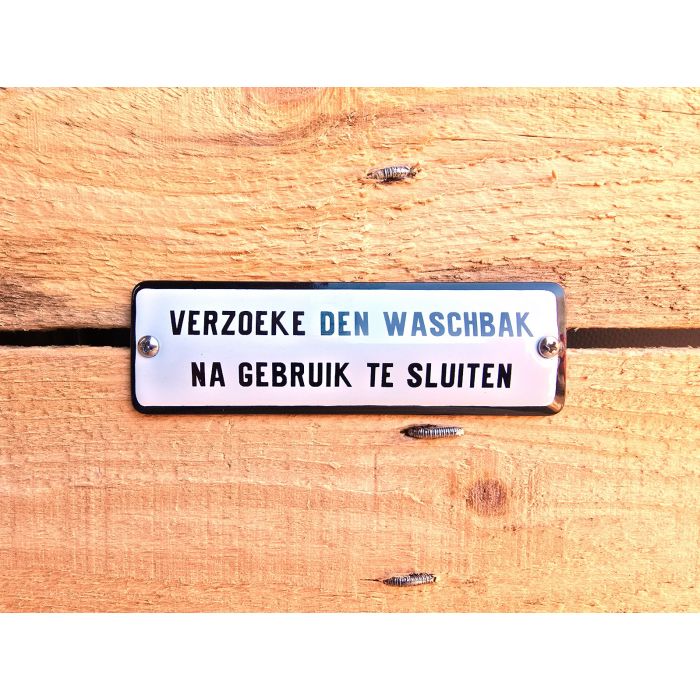 VERZOEKE DEN WASCHBAK
NA GEBRUIK TE SLUITEN